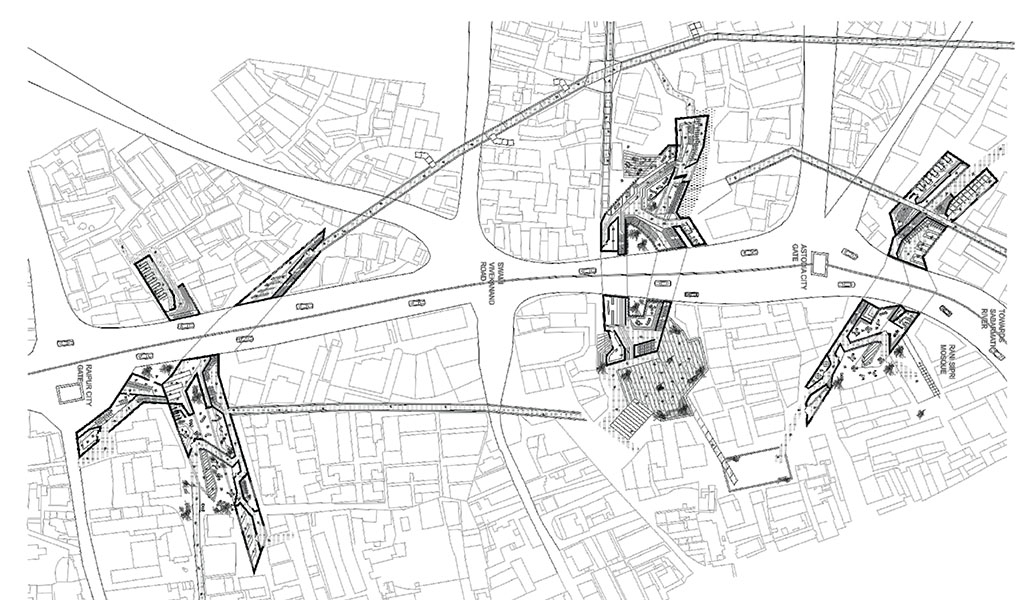 SWAMI
VIVEKANAND
ROAD
ASTODIA CITY
GATE
TOWARDS
SABARMATI
RIVER
RANI SIPRI
MOSQUE
RAIPUR CITY
GATE